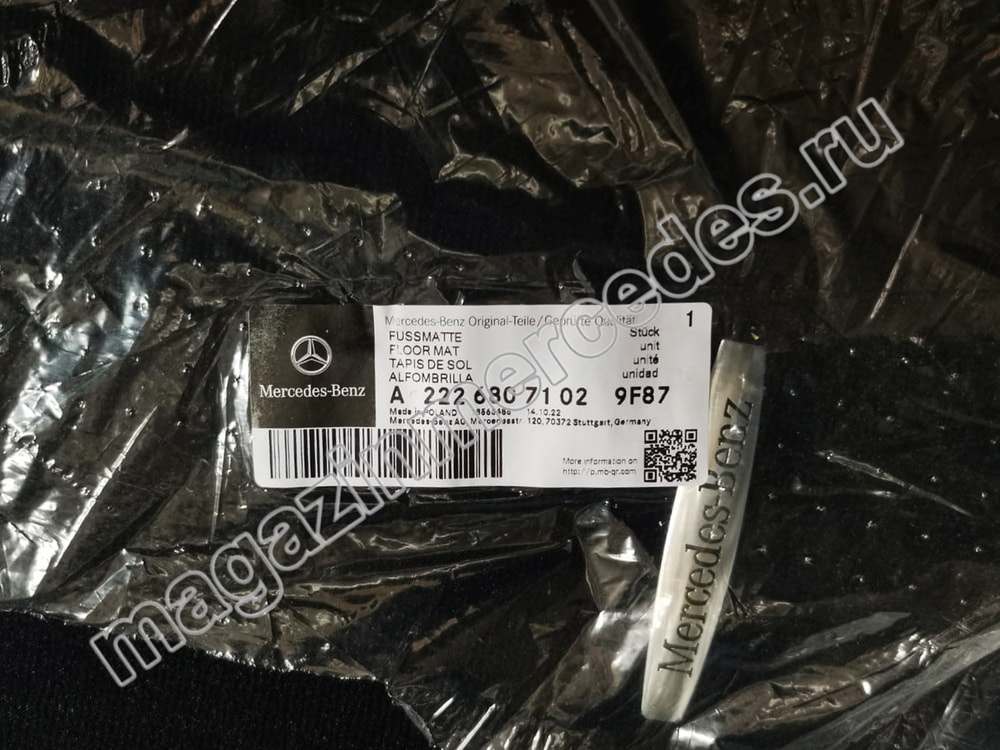 Mercedes-Benz Original-Teile/Geprüfte Qualität
1
FUSSMATTE
FLOOR MAT
TAPIS DE SOL
ALFOMBRILLA
Stück
unit
unité
unidad
Mercedes-Benz
A 222 680 71 02 9F87
Made in POLAND 14.10.22
Mercedes-Benz AG, Mercedesstr. 120, 70372 Stuttgart, Germany
More information on
http://p.mb-qr.com
Mercedes-Benz
magazinmercedes.ru